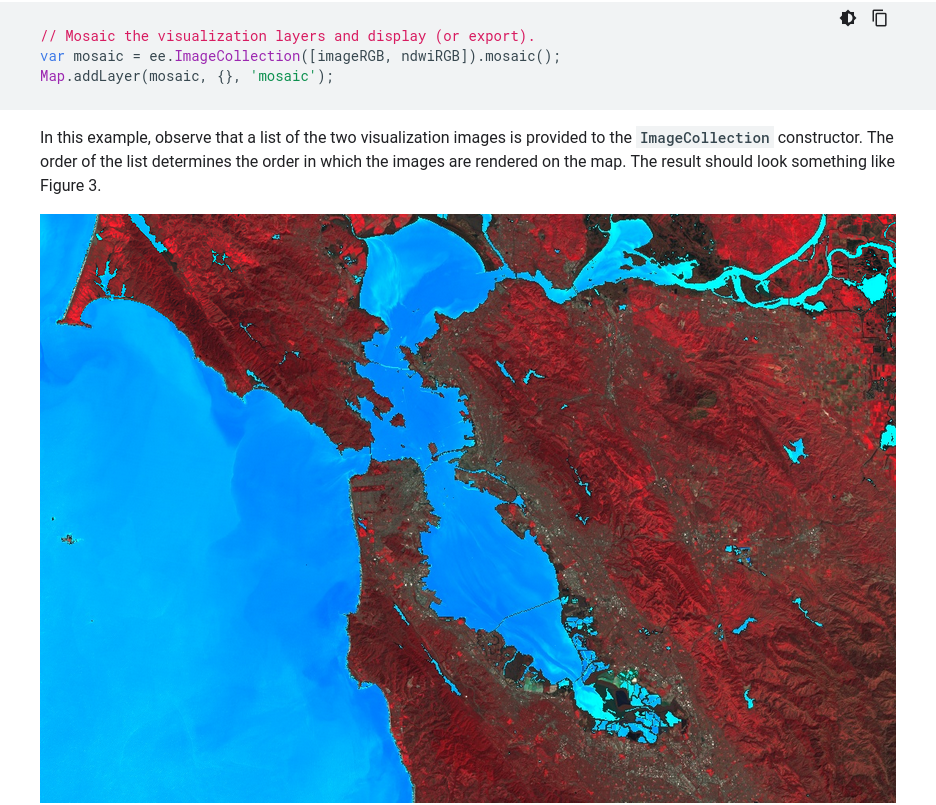 // Mosaic the visualization layers and display (or export).
var mosaic = ee.ImageCollection([imageRGB, ndwiRGB]).mosaic();
Map.addLayer(mosaic, {}, 'mosaic');
In this example, observe that a list of the two visualization images is provided to the ImageCollection constructor. The
order of the list determines the order in which the images are rendered on the map. The result should look something like
Figure 3.